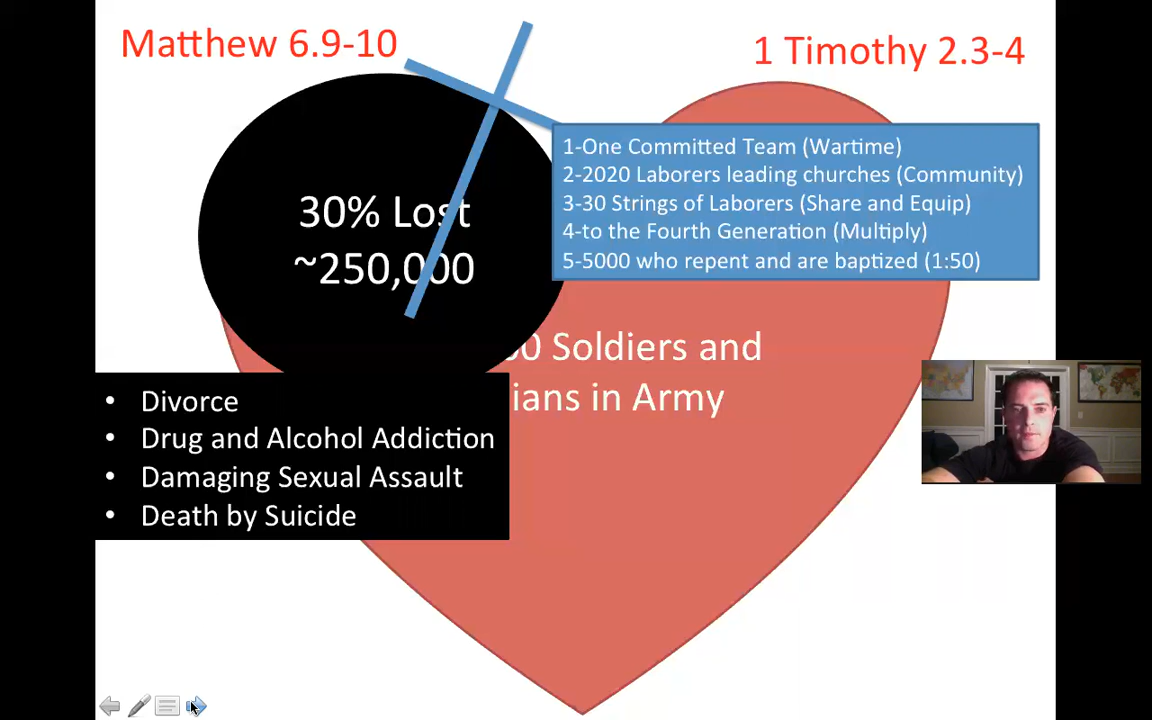 Matthew 6.9-10
1 Timothy 2.3-4
30% Lost
~250,000
1-One Committed Team (Wartime)
2-2020 Laborers leading churches (Community)
3-30 Strings of Laborers (Share and Equip)
4-to the Fourth Generation (Multiply)
5-5000 who repent and are baptized (1:50)
Soldiers and
in Army
• Divorce
• Drug and Alcohol Addiction
• Damaging Sexual Assault
• Death by Suicide